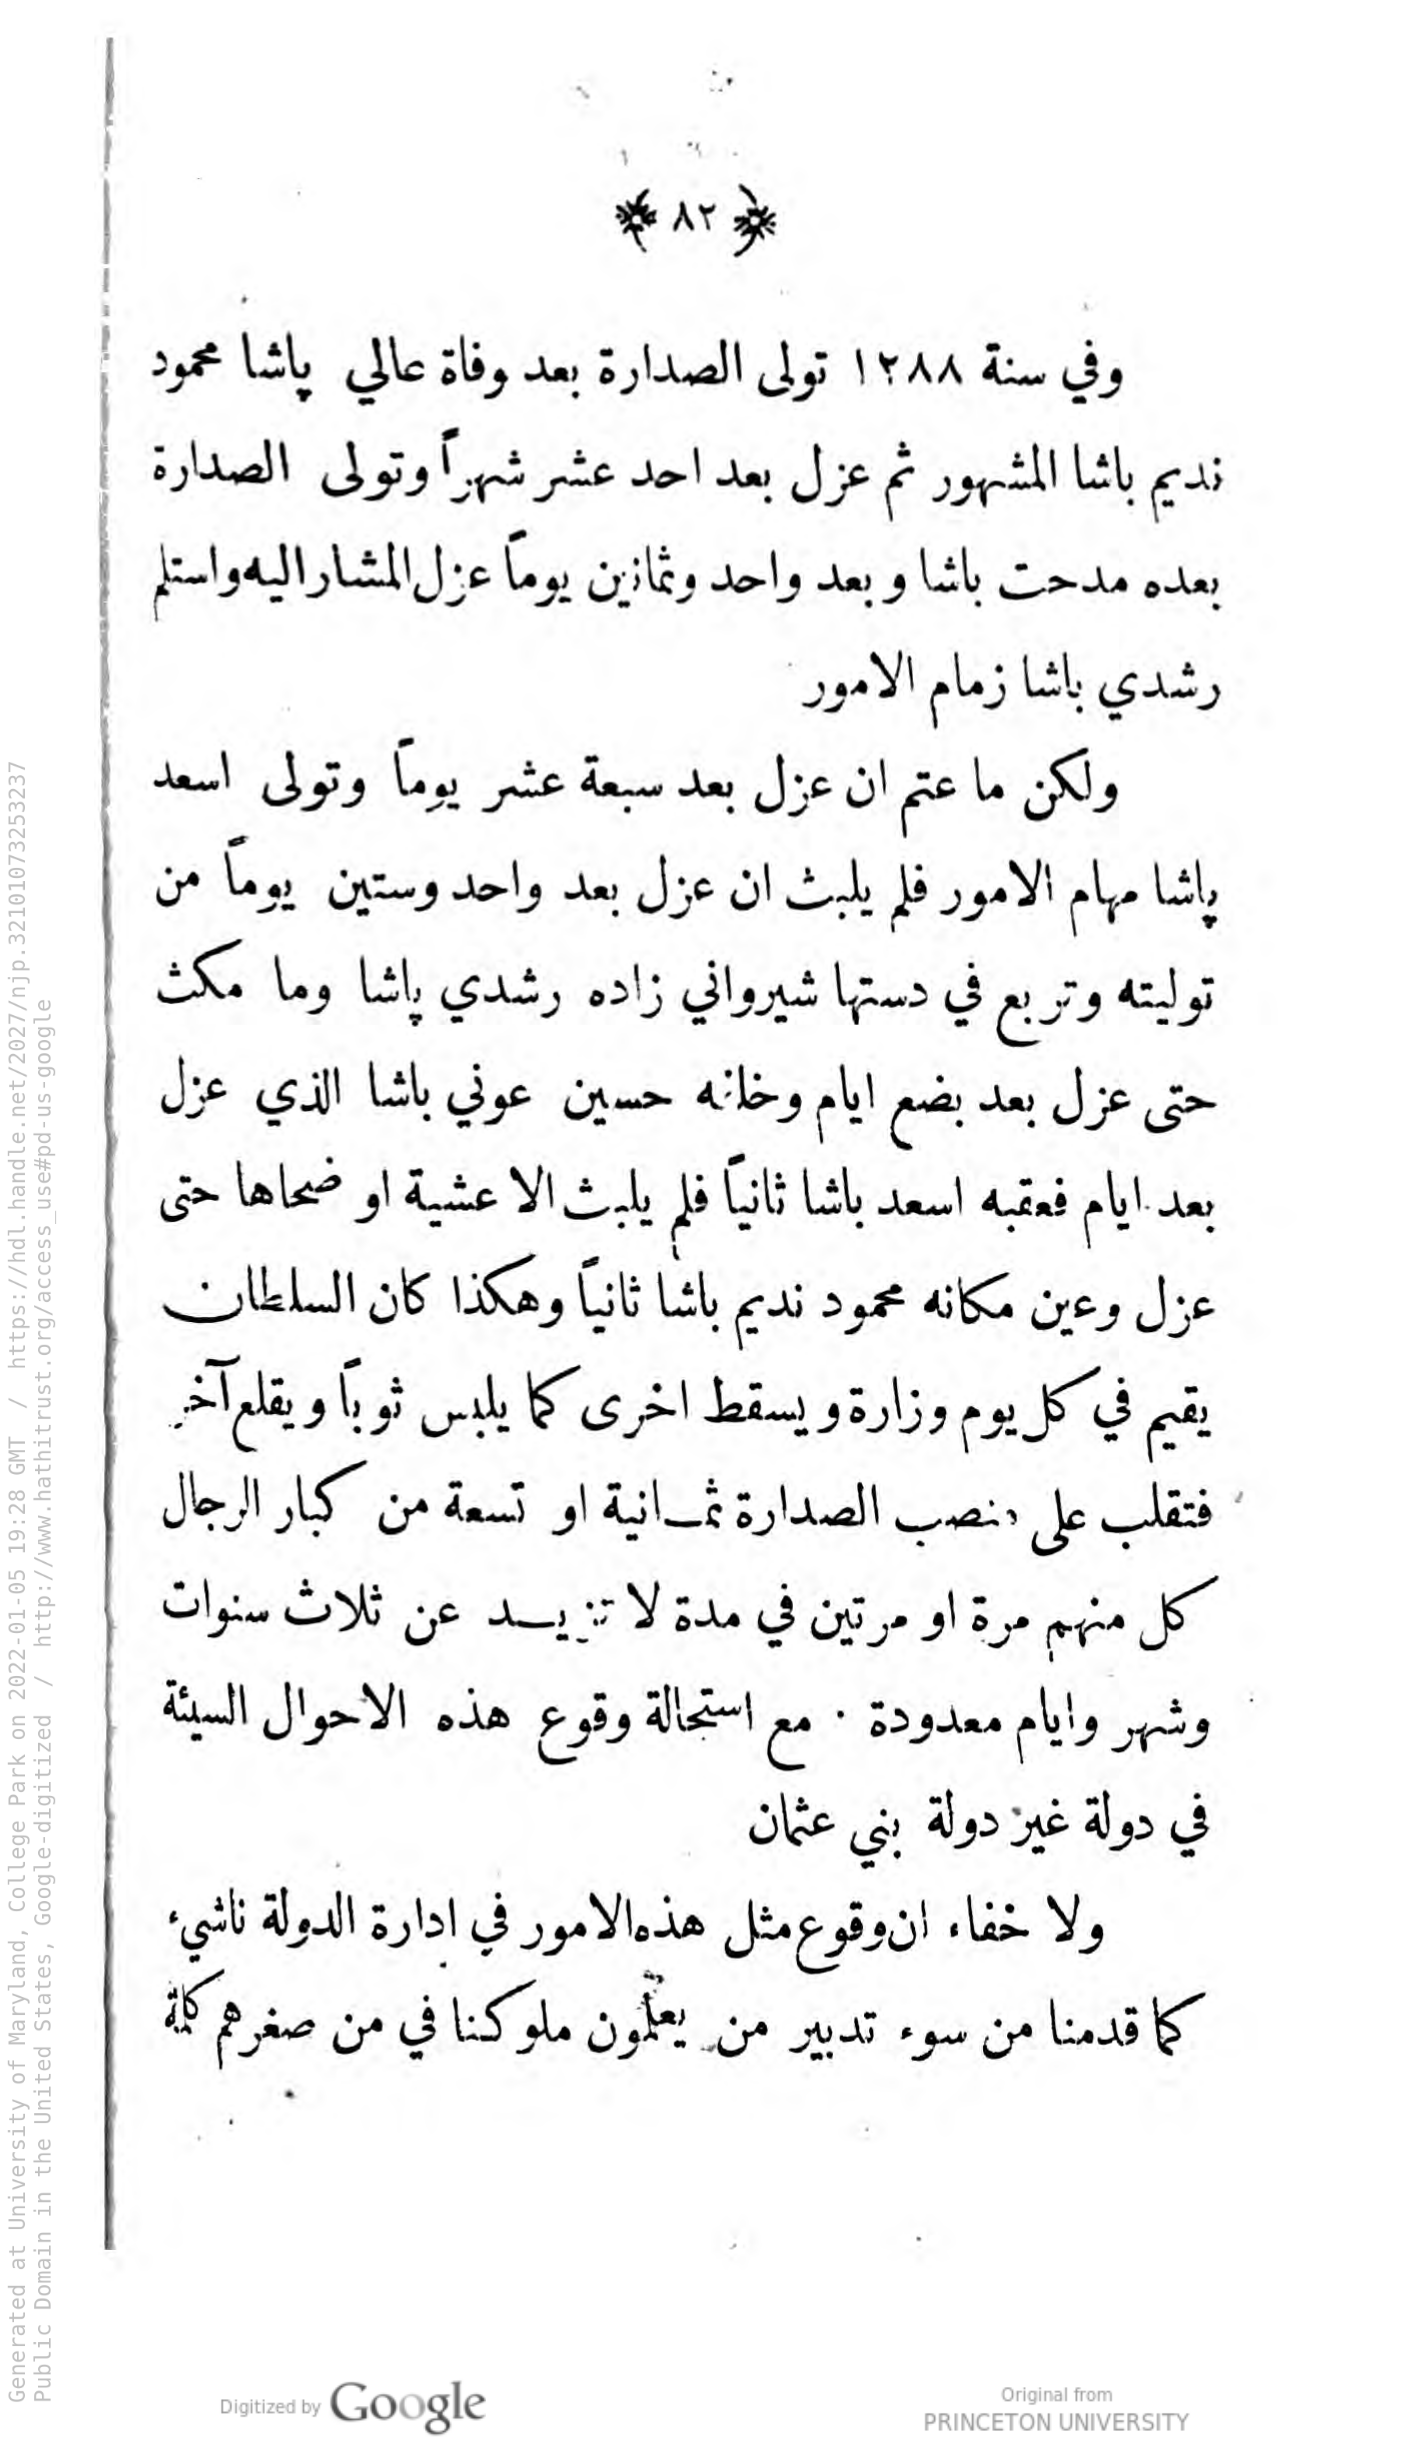 ﴿ ٨٢ ﴾
وفي سنة ١٢٨٨ تولى الصدارة بعد وفاة عالي پاشا محمود
نديم باشا المشهور ثم عزل بعد احد عشر شهراً وتولى الصدارة
بعده مدحت باشا وبعد واحد وثمانين يوماً عزل المشار اليه واستلم
رشدي باشا زمام الامور
ولكن ما عتم ان عزل بعد سبعة عشر يوماً وتولى اسعد
پاشا مهام الامور فلم يلبث ان عزل بعد واحد وستين يوماً من
توليته وتربع في دستها شيرواني زاده رشدي پاشا وما مكث
حتى عزل بعد بضع ايام وخلفه حسين عوني باشا الذي عزل
بعد ايام فعقبه اسعد باشا ثانياً فلم يلبث الا عشية او ضحاها حتى
عزل وعين مكانه محمود نديم باشا ثانياً وهكذا كان السلطان
يقيم في كل يوم وزارة ويسقط اخرى كما يلبس ثوباً ويقلع آخر
فتقلب على منصب الصدارة ثمانية او تسعة من كبار الرجال
كل منهم مرة او مرتين في مدة لا تزيد عن ثلاث سنوات
وشهر وايام معدودة · مع استحالة وقوع هذه الاحوال السيئة
في دولة غير دولة بني عثمان
ولا خفاء ان وقوع مثل هذه الامور في ادارة الدولة ناشيء
كما قدمنا من سوء تدبير من يعلّمون ملوكنا في من صغرهم كلمة
Generated at University of Maryland, College Park on 2022-01-05 19:28 GMT / https://hdl.handle.net/2027/njp.32101073253237
Public Domain in the United States, Google-digitized / http://www.hathitrust.org/access_use#pd-us-google
Digitized by Google
Original from
PRINCETON UNIVERSITY